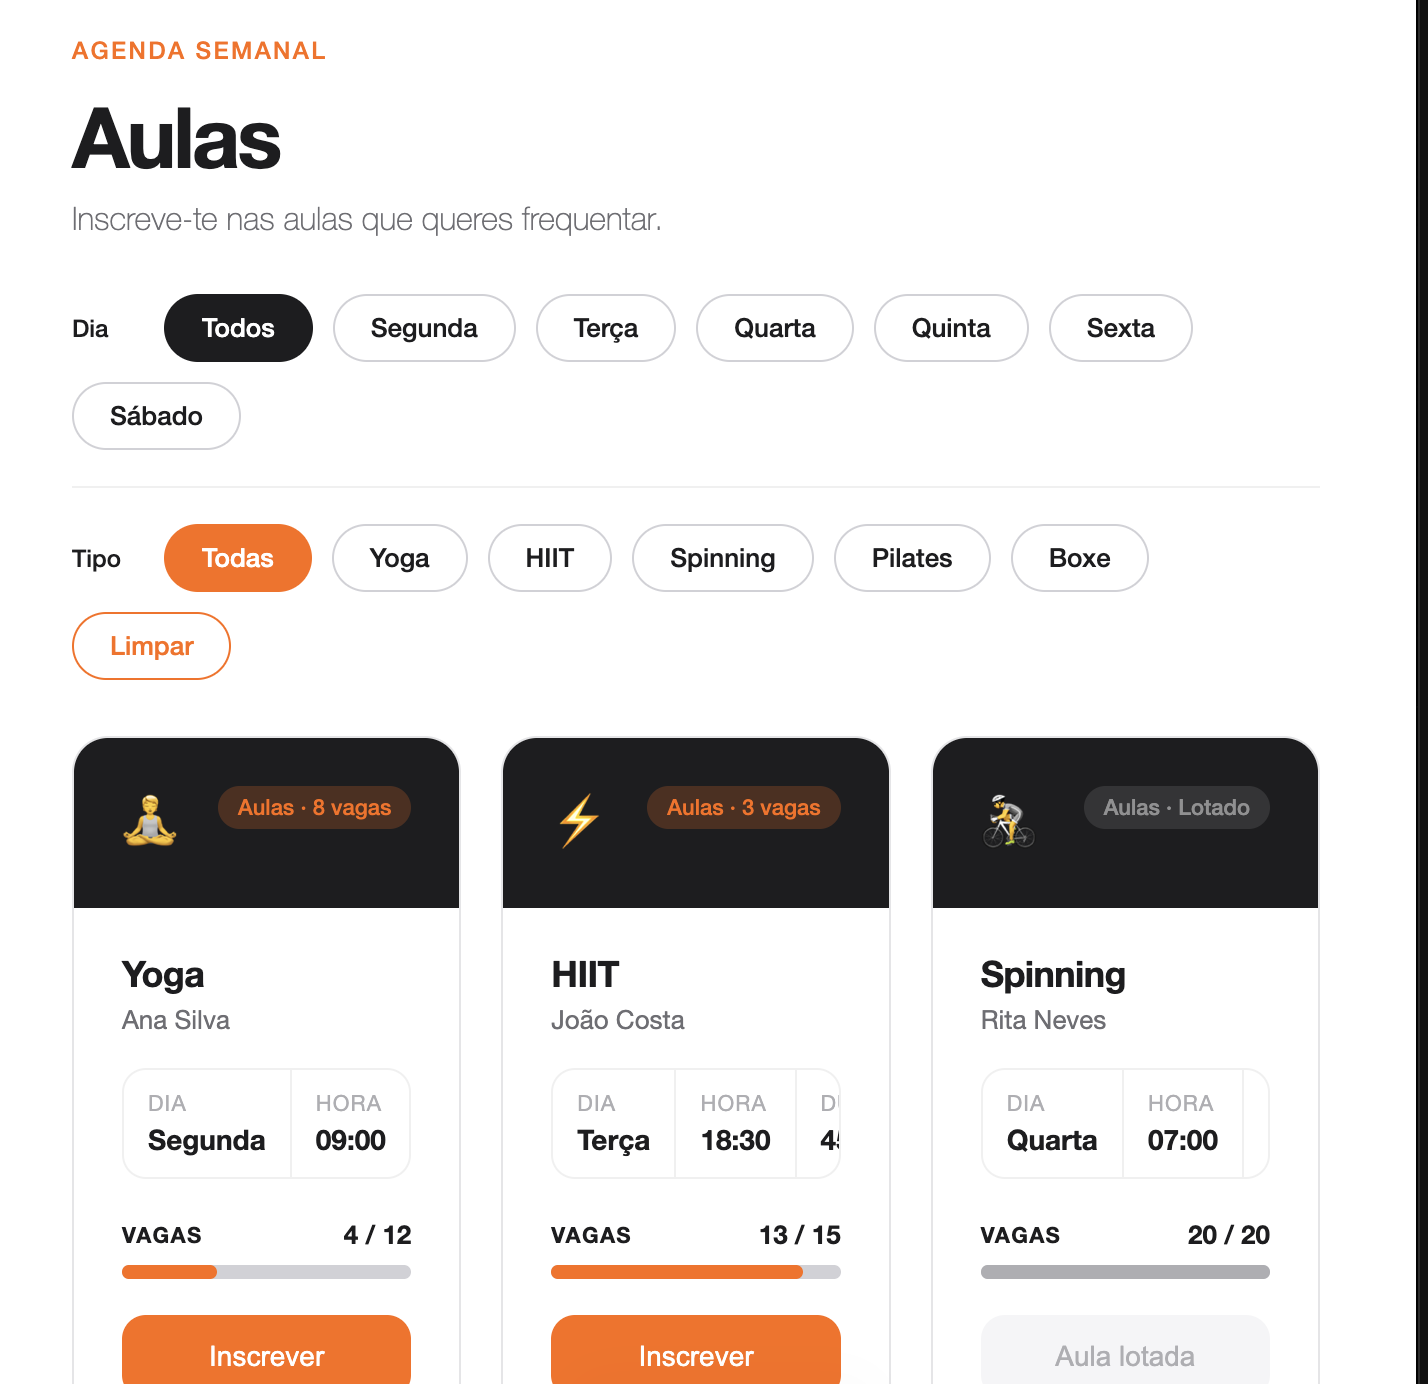 AGENDA SEMANAL
Aulas
Inscreve-te nas aulas que queres frequentar.
Dia Todos Segunda Terça Quarta Quinta Sexta
Sábado
Tipo Todas Yoga HIIT Spinning Pilates Boxe
Limpar
Aulas · 8 vagas
Yoga
Ana Silva
DIA HORA
Segunda 09:00
VAGAS 4 / 12
Inscrever
Aulas · 3 vagas
HIIT
João Costa
DIA HORA
Terça 18:30
VAGAS 13 / 15
Inscrever
Aulas · Lotado
Spinning
Rita Neves
DIA HORA
Quarta 07:00
VAGAS 20 / 20
Aula lotada